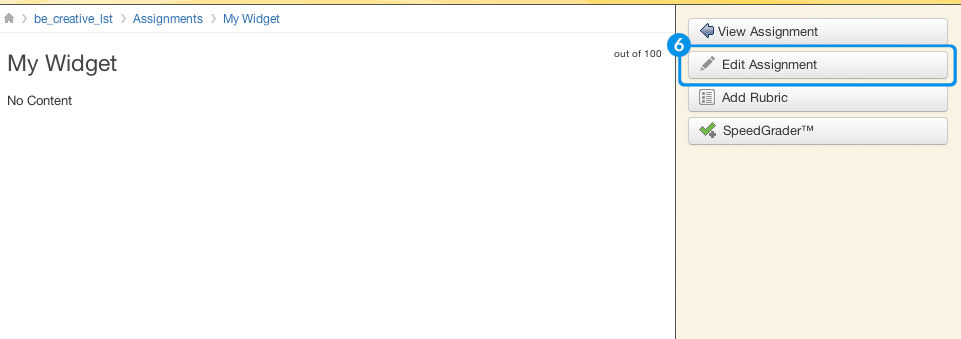 be_creative_lst Assignments My Widget
My Widget
out of 100
No Content
View Assignment
6
Edit Assignment
Add Rubric
SpeedGrader™